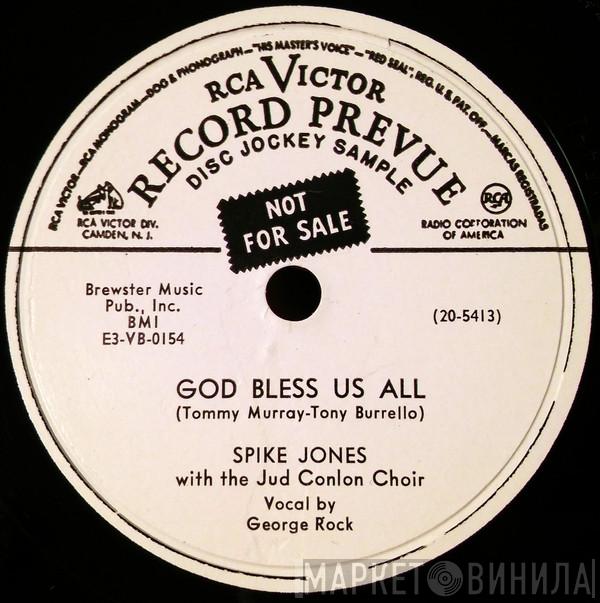 RCA VICTOR—RCA MONOGRAM—DOG & PHONOGRAPH—"HIS MASTER'S VOICE"—"RED SEAL", REG. U. S. PAT. OFF.—MARCAS REGISTRADAS
RCA VICTOR
RECORD PREVUE
DISC JOCKEY SAMPLE
NOT
FOR SALE
RCA VICTOR DIV.
CAMDEN, N. J.
RCA
RADIO CORPORATION
OF AMERICA
Brewster Music
Pub., Inc.
BMI
E3-VB-0154
(20-5413)
GOD BLESS US ALL
(Tommy Murray-Tony Burrello)
SPIKE JONES
with the Jud Conlon Choir
Vocal by
George Rock
МАРКЕТ ВИНИЛА